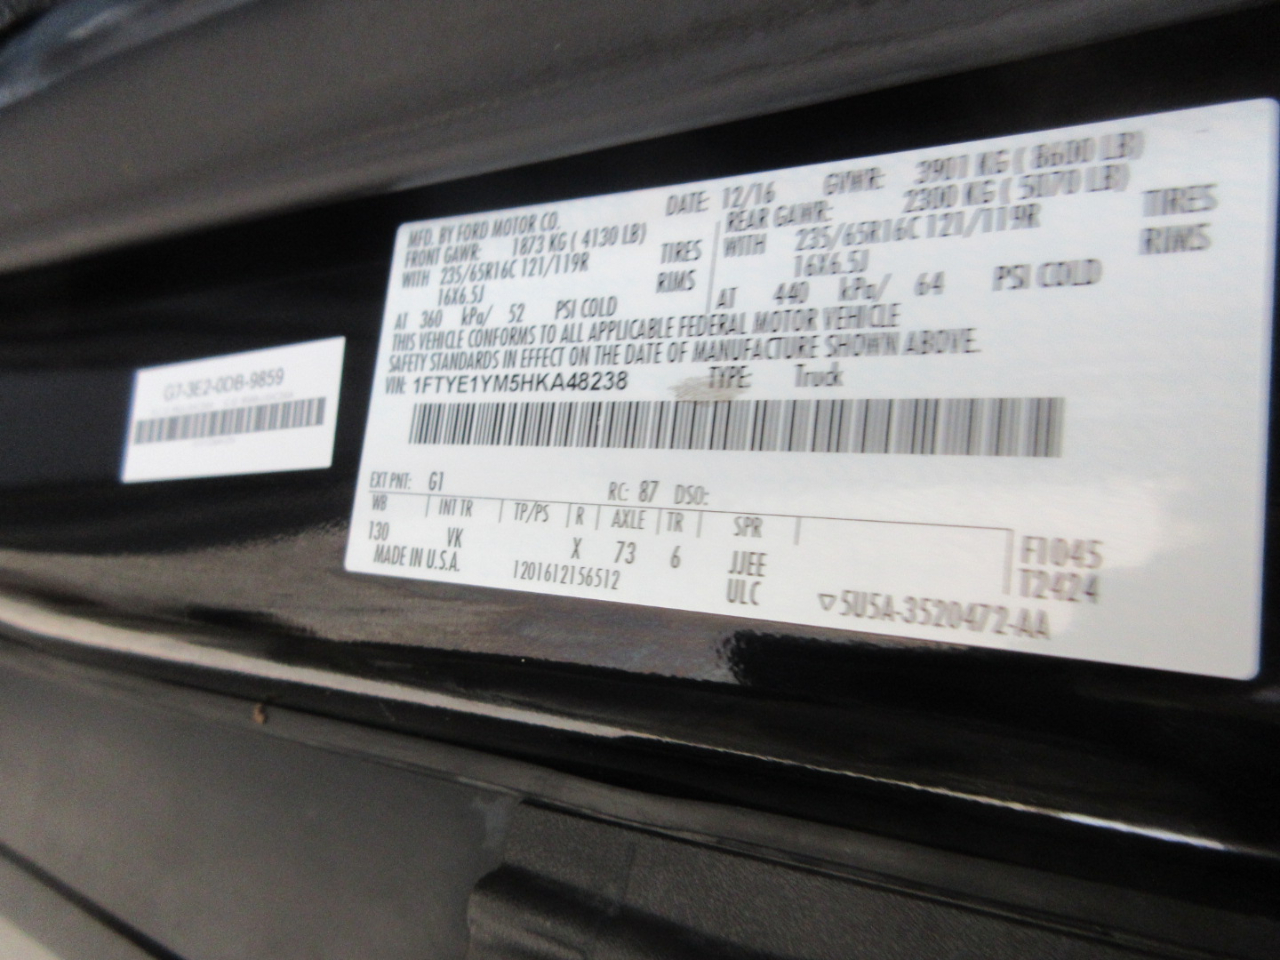 G7-3E2-0DB-9859
MFD. BY FORD MOTOR CO.
DATE: 12/16 GVWR: 3901 KG ( 8600 LB)
FRONT GAWR: 1873 KG ( 4130 LB)
WITH 235/65R16C 121/119R TIRES
16X6.5J RIMS
AT 360 kPa/ 52 PSI COLD
REAR GAWR: 2300 KG ( 5070 LB)
WITH 235/65R16C 121/119R TIRES
16X6.5J RIMS
AT 440 kPa/ 64 PSI COLD
THIS VEHICLE CONFORMS TO ALL APPLICABLE FEDERAL MOTOR VEHICLE
SAFETY STANDARDS IN EFFECT ON THE DATE OF MANUFACTURE SHOWN ABOVE.
VIN: 1FTYE1YM5HKA48238 TYPE: Truck
EXT PNT: G1 RC: 87 DSO:
WB INT TR TP/PS R AXLE TR SPR
130 VK X 73 6 JJEE F1045
MADE IN U.S.A. 1201612156512 ULC T2424
▽5U5A-3520472-AA